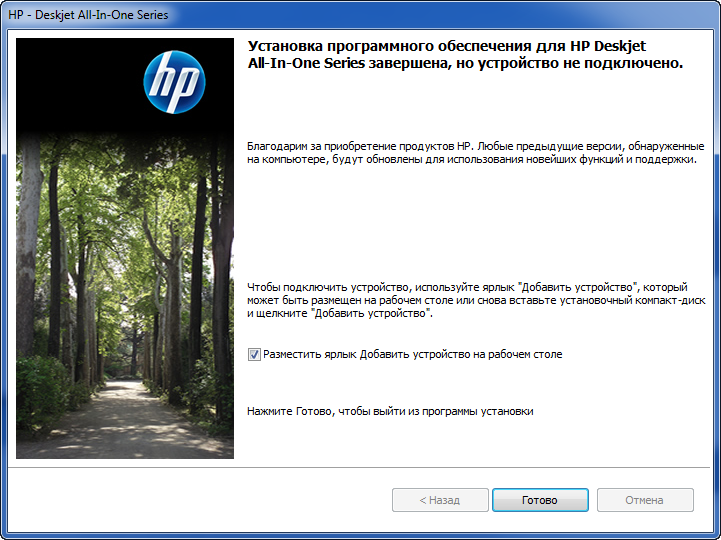 HP - Deskjet All-In-One Series
hp
Установка программного обеспечения для HP Deskjet
All-In-One Series завершена, но устройство не подключено.
Благодарим за приобретение продуктов HP. Любые предыдущие версии, обнаруженные
на компьютере, будут обновлены для использования новейших функций и поддержки.
Чтобы подключить устройство, используйте ярлык "Добавить устройство", который
может быть размещен на рабочем столе или снова вставьте установочный компакт-диск
и щелкните "Добавить устройство".
Разместить ярлык Добавить устройство на рабочем столе
Нажмите Готово, чтобы выйти из программы установки
< Назад Готово Отмена